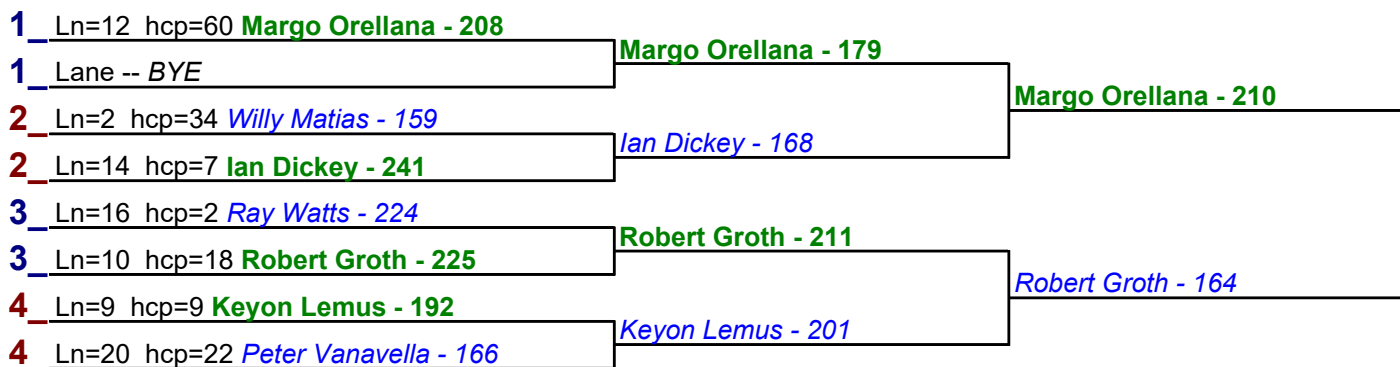 1_ Ln=12 hcp=60 Margo Orellana - 208
1_ Lane -- BYE
2_ Ln=2 hcp=34 Willy Matias - 159
2_ Ln=14 hcp=7 Ian Dickey - 241
3_ Ln=16 hcp=2 Ray Watts - 224
3_ Ln=10 hcp=18 Robert Groth - 225
4_ Ln=9 hcp=9 Keyon Lemus - 192
4 Ln=20 hcp=22 Peter Vanavella - 166
Margo Orellana - 179
Ian Dickey - 168
Robert Groth - 211
Keyon Lemus - 201
Margo Orellana - 210
Robert Groth - 164